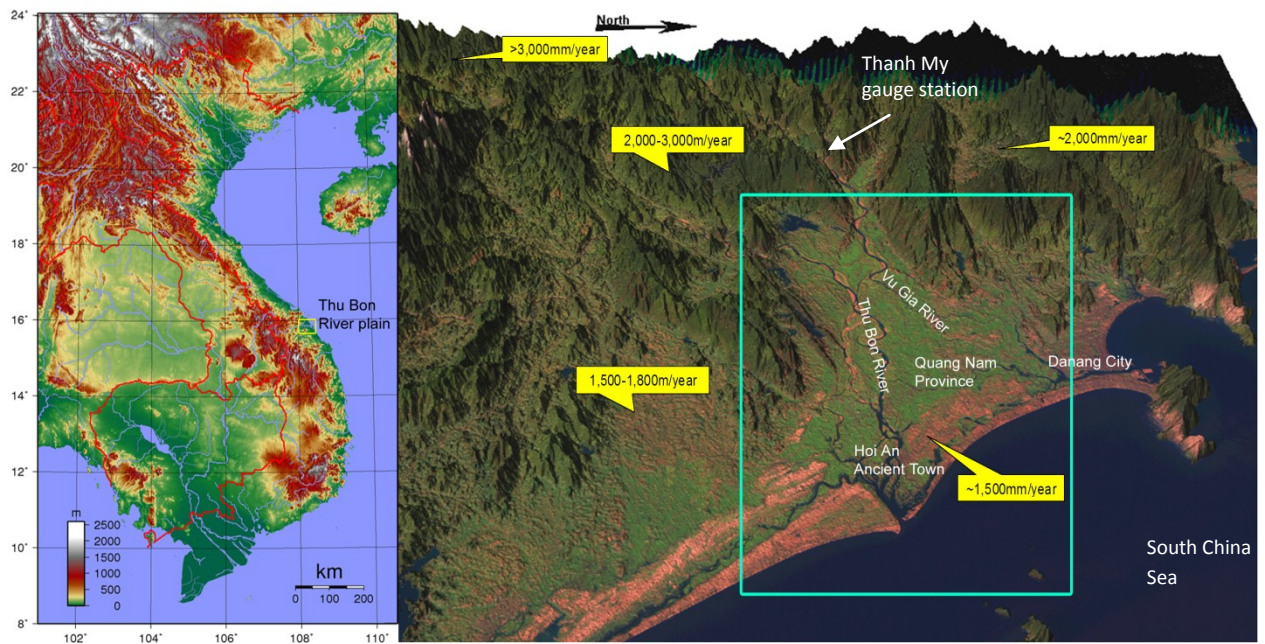 24°
22°
20°
18°
16°
14°
12°
10°
8°
102°
104°
106°
108°
110°
Thu Bon
River plain
m
2500
2000
1500
1000
500
0
km
0 100 200
North
>3,000mm/year
Thanh My
gauge station
2,000-3,000m/year
~2,000mm/year
Vu Gia River
Thu Bon River
Quang Nam
Province
Danang City
1,500-1,800m/year
Hoi An
Ancient Town
~1,500mm/year
South China
Sea